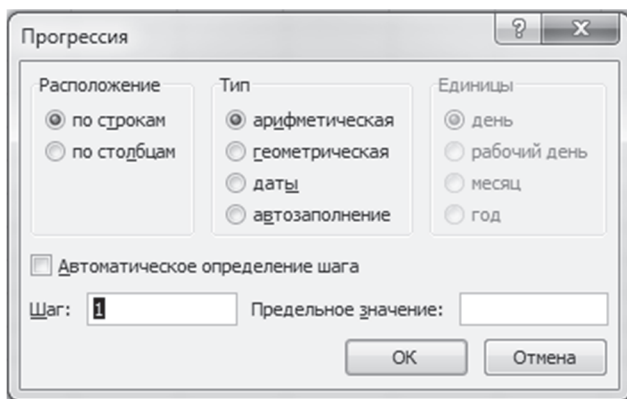 Прогрессия
Расположение
по строкам
по столбцам
Тип
арифметическая
геометрическая
даты
автозаполнение
Единицы
день
рабочий день
месяц
год
Автоматическое определение шага
Шаг: 1 Предельное значение:
ОК Отмена